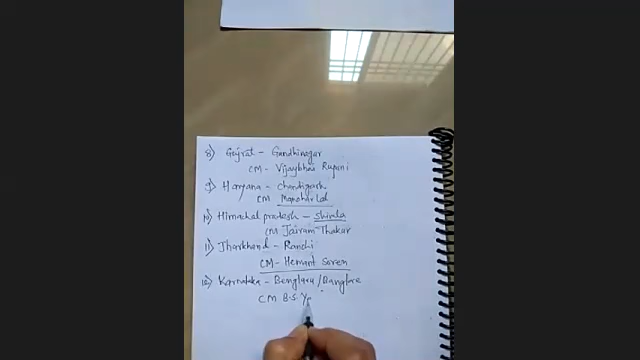 8) Gujrat - Gandhinagar
CM - Vijaybhai Rupani
9) Haryana - Chandigarh
CM Manohar Lal
10) Himachal pradesh - Shimla
CM Jairam Thakur
11) Jharkhand - Ranchi
CM - Hemant Soren
12) Karnataka - Bengluru/Banglore
CM B.S. Ye